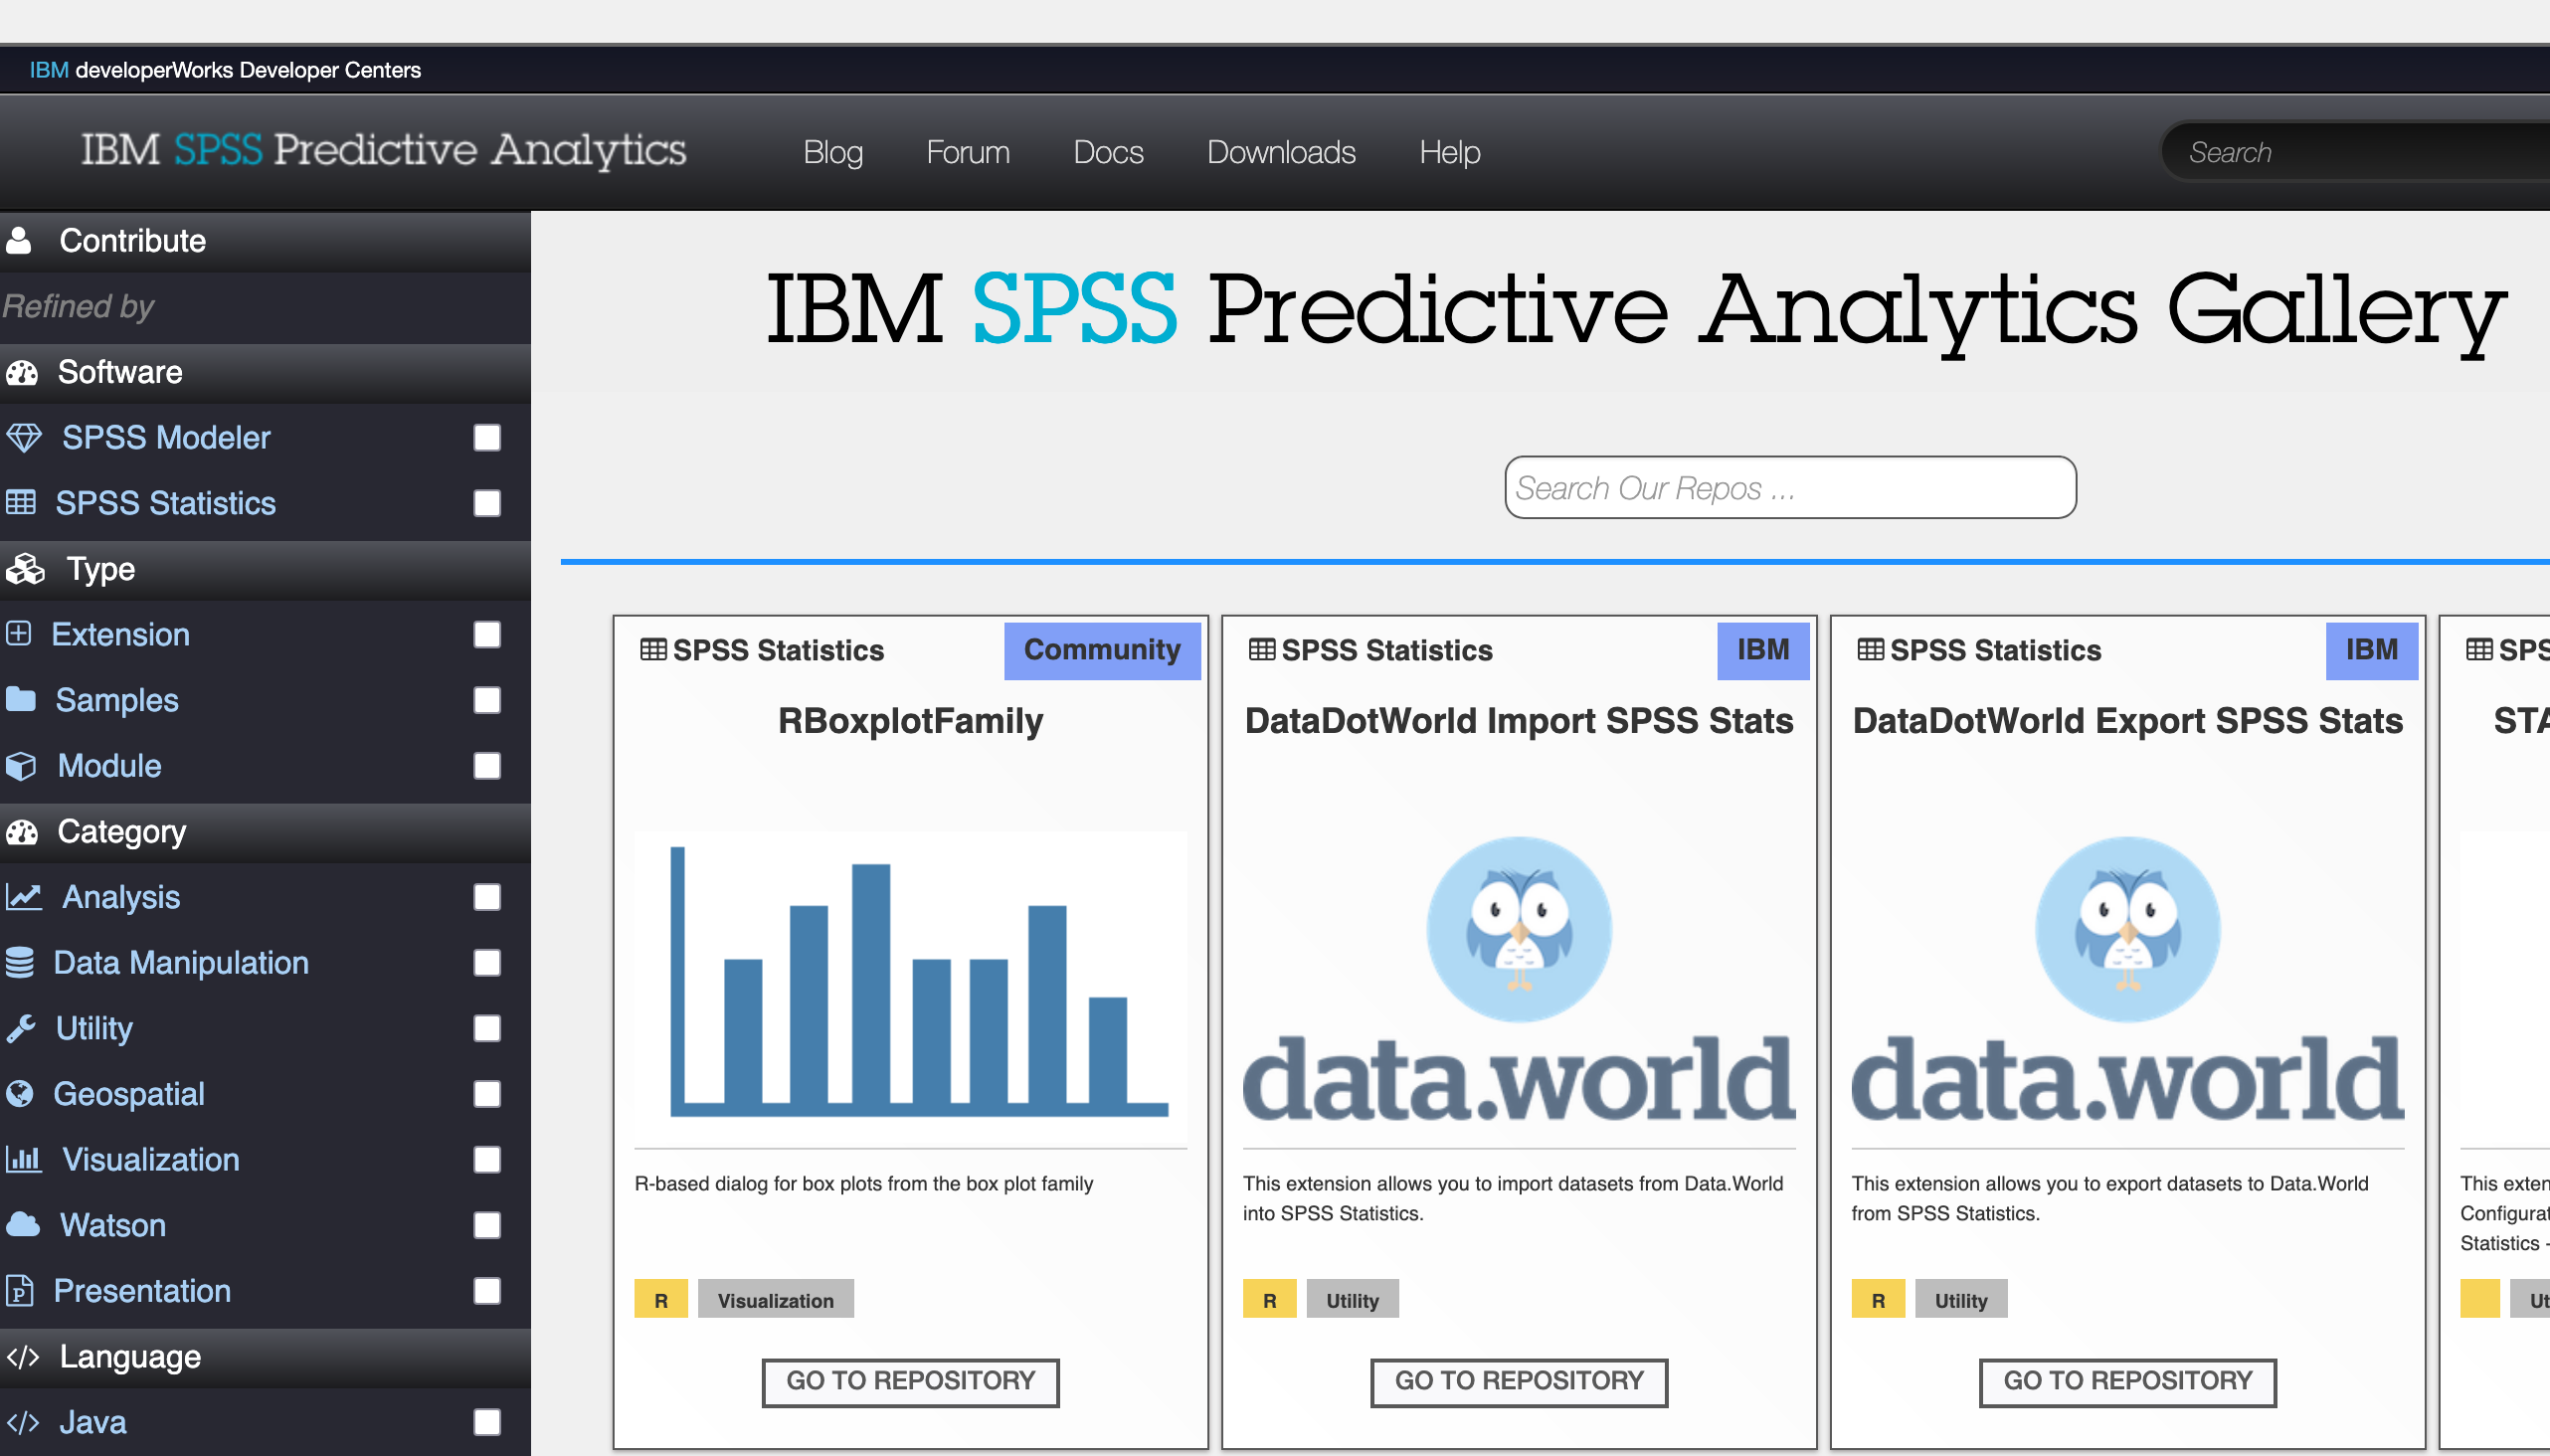 IBM developerWorks Developer Centers
IBM SPSS Predictive Analytics
Blog
Forum
Docs
Downloads
Help
Search
Contribute
Refined by
Software
SPSS Modeler
SPSS Statistics
Type
Extension
Samples
Module
Category
Analysis
Data Manipulation
Utility
Geospatial
Visualization
Watson
Presentation
Language
Java
IBM SPSS Predictive Analytics Gallery
Search Our Repos ...
SPSS Statistics
Community
RBoxplotFamily
R-based dialog for box plots from the box plot family
R
Visualization
GO TO REPOSITORY
SPSS Statistics
IBM
DataDotWorld Import SPSS Stats
data.world
This extension allows you to import datasets from Data.World
into SPSS Statistics.
R
Utility
GO TO REPOSITORY
SPSS Statistics
IBM
DataDotWorld Export SPSS Stats
data.world
This extension allows you to export datasets to Data.World
from SPSS Statistics.
R
Utility
GO TO REPOSITORY
SPS
STA
This exten
Configurat
Statistics -
Ut